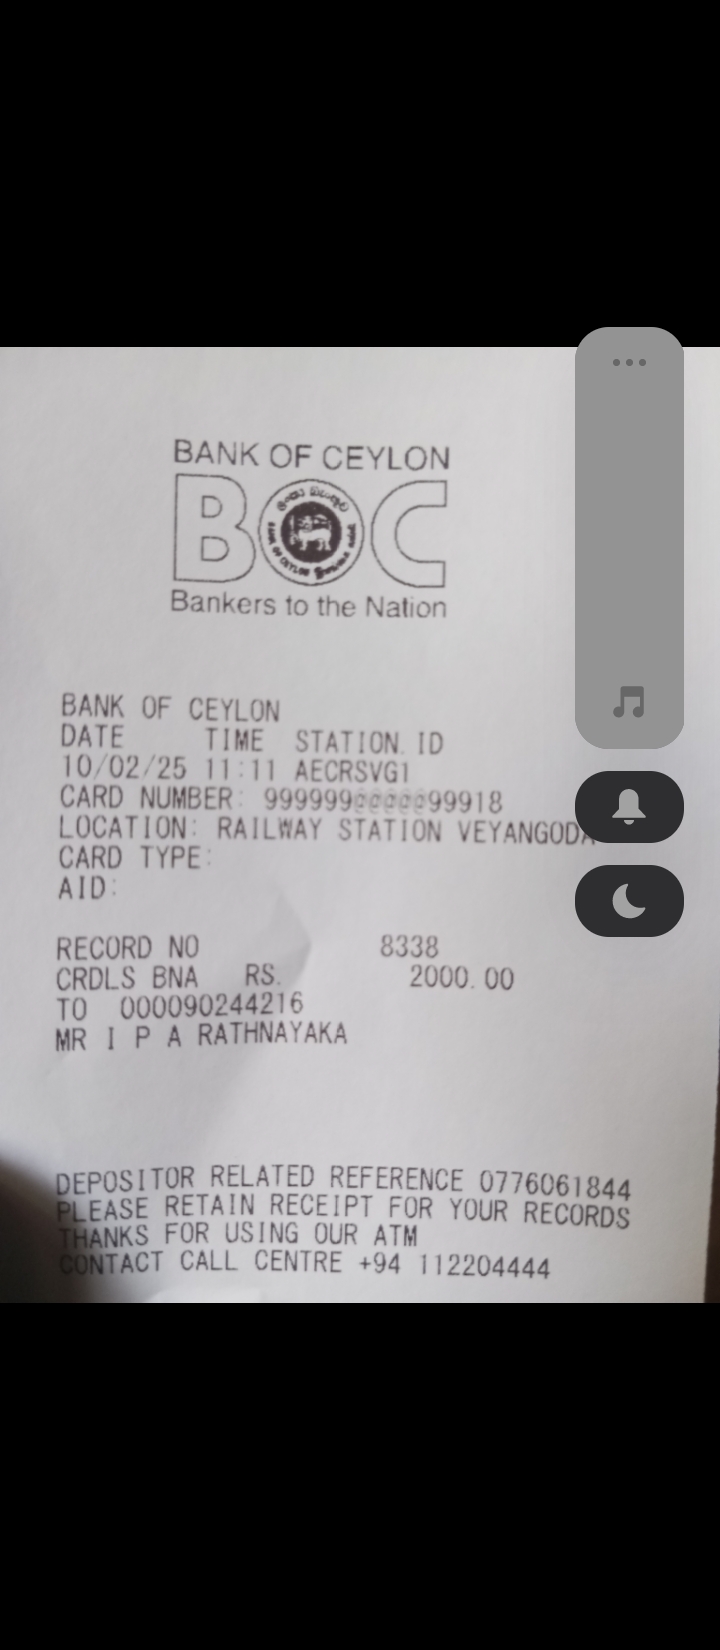 BANK OF CEYLON
BOC
Bankers to the Nation
BANK OF CEYLON
DATE TIME STATION.ID
10/02/25 11:11 AECRSVG1
CARD NUMBER: 999999@@@@@99918
LOCATION: RAILWAY STATION VEYANGODA
CARD TYPE:
AID:
RECORD NO 8338
CRDLS BNA RS. 2000.00
TO 000090244216
MR I P A RATHNAYAKA
DEPOSITOR RELATED REFERENCE 0776061844
PLEASE RETAIN RECEIPT FOR YOUR RECORDS
THANKS FOR USING OUR ATM
CONTACT CALL CENTRE +94 112204444